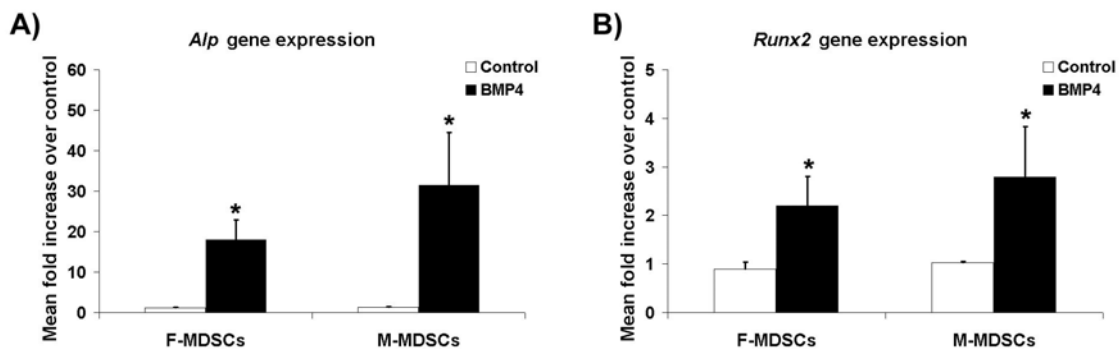 A)
Alp gene expression
Mean fold increase over control
60
50
40
30
20
10
0
Control
BMP4
*
*
F-MDSCs
M-MDSCs
B)
Runx2 gene expression
Mean fold increase over control
5
4
3
2
1
0
Control
BMP4
*
*
F-MDSCs
M-MDSCs